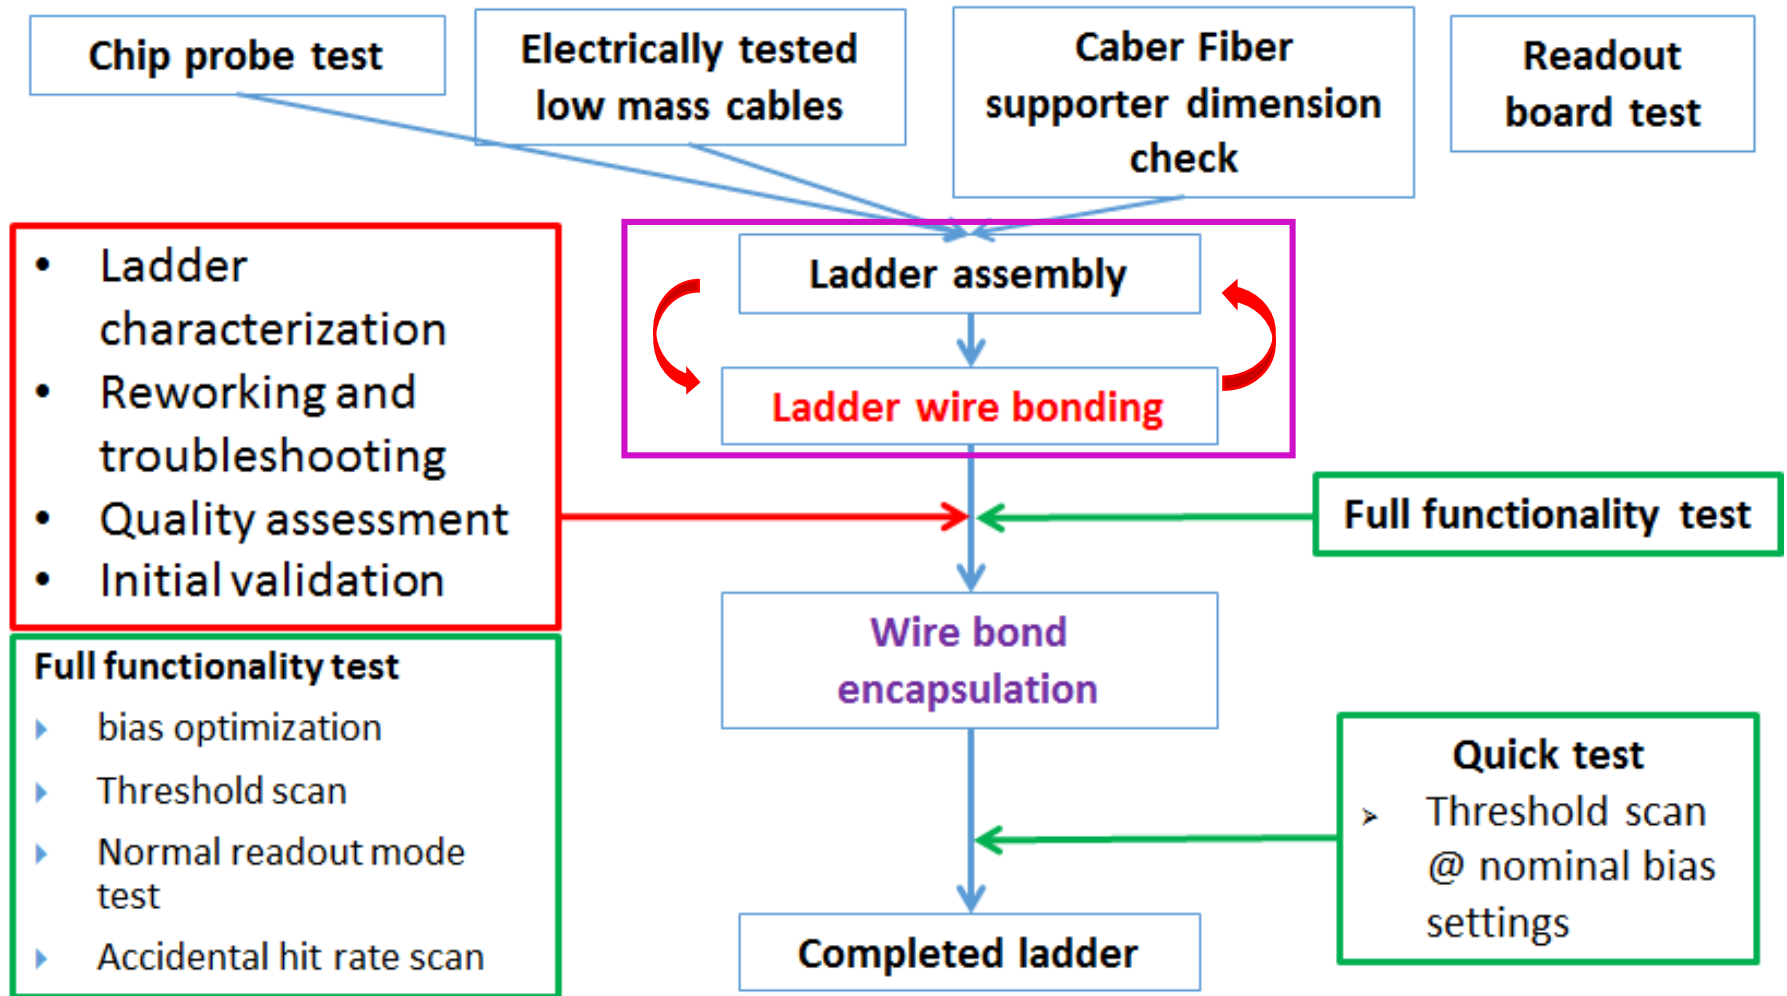 Chip probe test
Electrically tested
low mass cables
Caber Fiber
supporter dimension
check
Readout
board test
• Ladder
characterization
• Reworking and
troubleshooting
• Quality assessment
• Initial validation
Ladder assembly
Ladder wire bonding
Full functionality test
Wire bond
encapsulation
Full functionality test
bias optimization
Threshold scan
Normal readout mode
test
Accidental hit rate scan
Quick test
Threshold scan
@ nominal bias
settings
Completed ladder